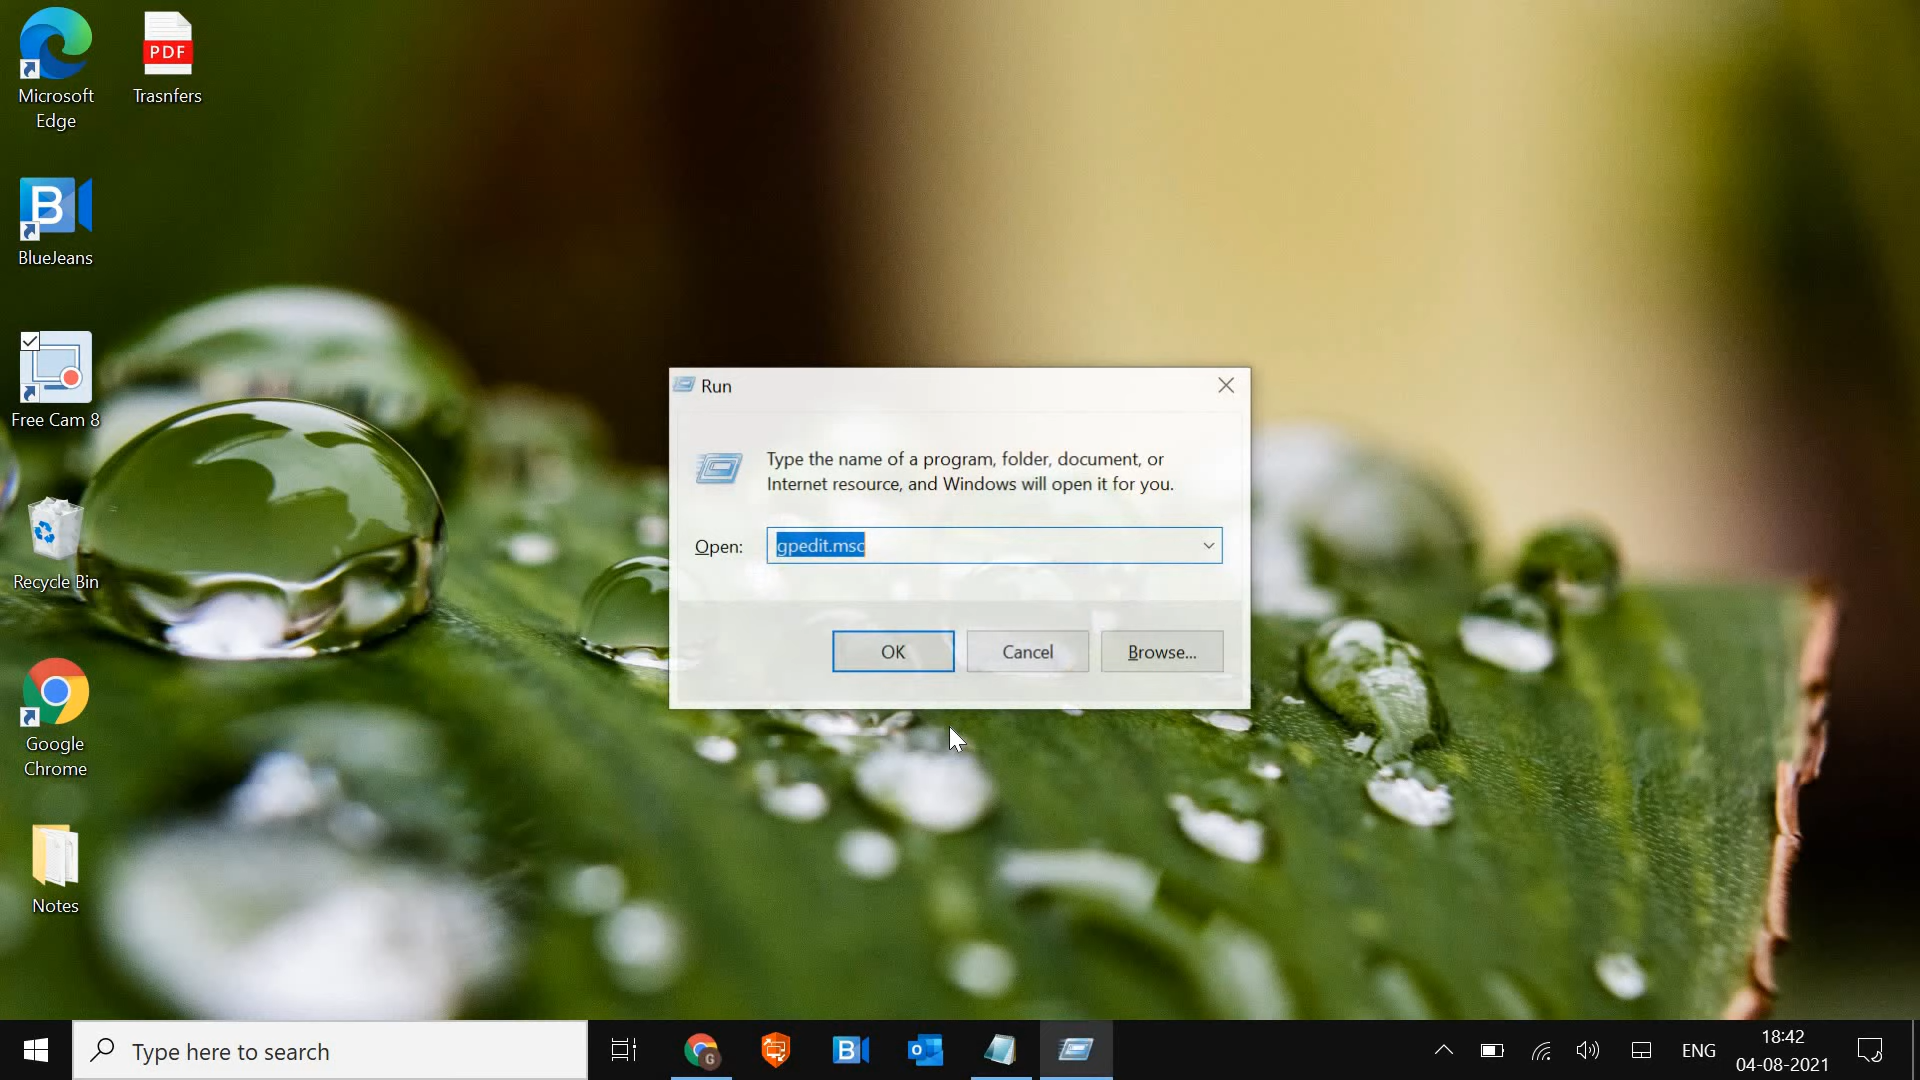 Microsoft
Edge
PDF
Trasnfers
B
BlueJeans
Free Cam 8
Recycle Bin
Google
Chrome
Notes
Run
Type the name of a program, folder, document, or
Internet resource, and Windows will open it for you.
Open: gpedit.msc
OK Cancel Browse...
Type here to search
G
B
o
ENG
18:42
04-08-2021